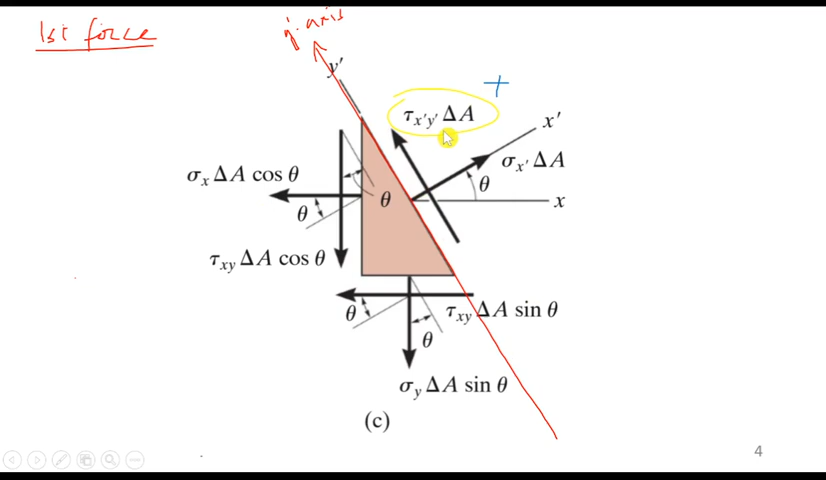 1st force
y-axis
y'
+
τx'y' ΔA
x'
σx' ΔA
θ
x
σx ΔA cos θ
θ
θ
τxy ΔA cos θ
θ
τxy ΔA sin θ
θ
σy ΔA sin θ
(c)
4